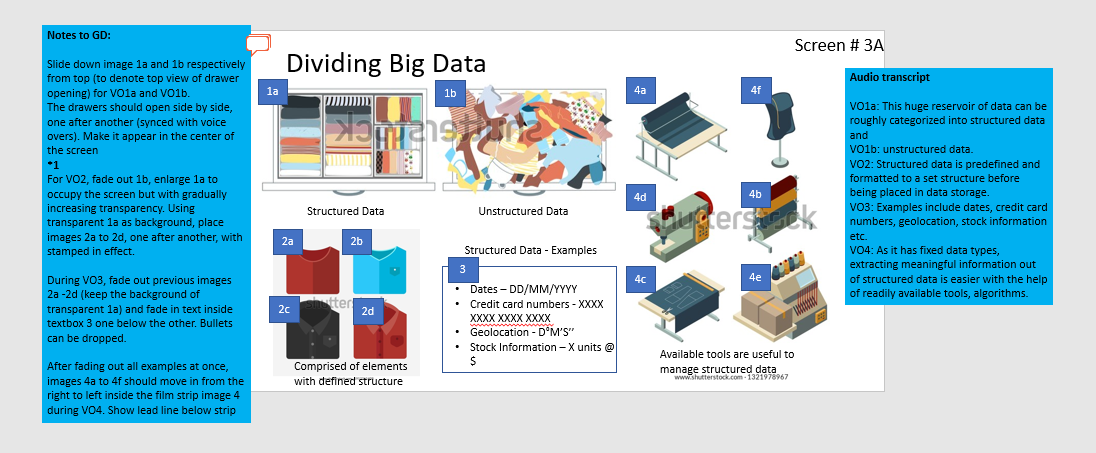 Notes to GD:
Slide down image 1a and 1b respectively
from top (to denote top view of drawer
opening) for VO1a and VO1b.
The drawers should open side by side,
one after another (synced with voice
overs). Make it appear in the center of
the screen
*1
For VO2, fade out 1b, enlarge 1a to
occupy the screen but with gradually
increasing transparency. Using
transparent 1a as background, place
images 2a to 2d, one after another, with
stamped in effect.
During VO3, fade out previous images
2a -2d (keep the background of
transparent 1a) and fade in text inside
textbox 3 one below the other. Bullets
can be dropped.
After fading out all examples at once,
images 4a to 4f should move in from the
right to left inside the film strip image 4
during VO4. Show lead line below strip
Screen # 3A
Dividing Big Data
1a
1b
shutterstock
Structured Data
Unstructured Data
2a
2b
2c
2d
shutterstock
Comprised of elements
with defined structure
Structured Data - Examples
3
• Dates – DD/MM/YYYY
• Credit card numbers - XXXX
XXXX XXXX XXXX
• Geolocation - D°M'S''
• Stock Information – X units @
$
4a
4f
4d
4b
4c
4e
shutterstock
Available tools are useful to
manage structured data
www.shutterstock.com · 1321978967
Audio transcript
VO1a: This huge reservoir of data can be
roughly categorized into structured data
and
VO1b: unstructured data.
VO2: Structured data is predefined and
formatted to a set structure before
being placed in data storage.
VO3: Examples include dates, credit card
numbers, geolocation, stock information
etc.
VO4: As it has fixed data types,
extracting meaningful information out
of structured data is easier with the help
of readily available tools, algorithms.